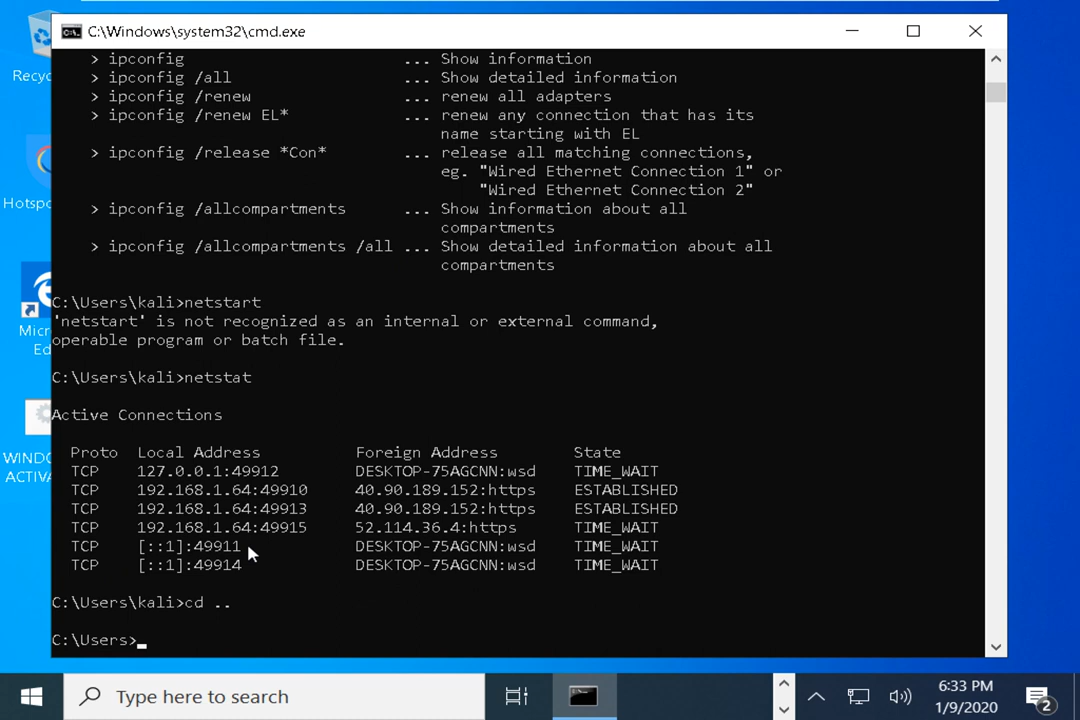 C:\Windows\system32\cmd.exe
> ipconfig ... Show information
> ipconfig /all ... Show detailed information
> ipconfig /renew ... renew all adapters
> ipconfig /renew EL* ... renew any connection that has its
name starting with EL
> ipconfig /release *Con* ... release all matching connections,
eg. "Wired Ethernet Connection 1" or
"Wired Ethernet Connection 2"
> ipconfig /allcompartments ... Show information about all
compartments
> ipconfig /allcompartments /all ... Show detailed information about all
compartments
C:\Users\kali>netstart
'netstart' is not recognized as an internal or external command,
operable program or batch file.
C:\Users\kali>netstat
Active Connections
Proto Local Address Foreign Address State
TCP 127.0.0.1:49912 DESKTOP-75AGCNN:wsd TIME_WAIT
TCP 192.168.1.64:49910 40.90.189.152:https ESTABLISHED
TCP 192.168.1.64:49913 40.90.189.152:https ESTABLISHED
TCP 192.168.1.64:49915 52.114.36.4:https TIME_WAIT
TCP [::1]:49911 DESKTOP-75AGCNN:wsd TIME_WAIT
TCP [::1]:49914 DESKTOP-75AGCNN:wsd TIME_WAIT
C:\Users\kali>cd ..
C:\Users>
Recyc
Hotsp
Micr
Ed
WIND
ACTIVA
Type here to search
6:33 PM
1/9/2020
2